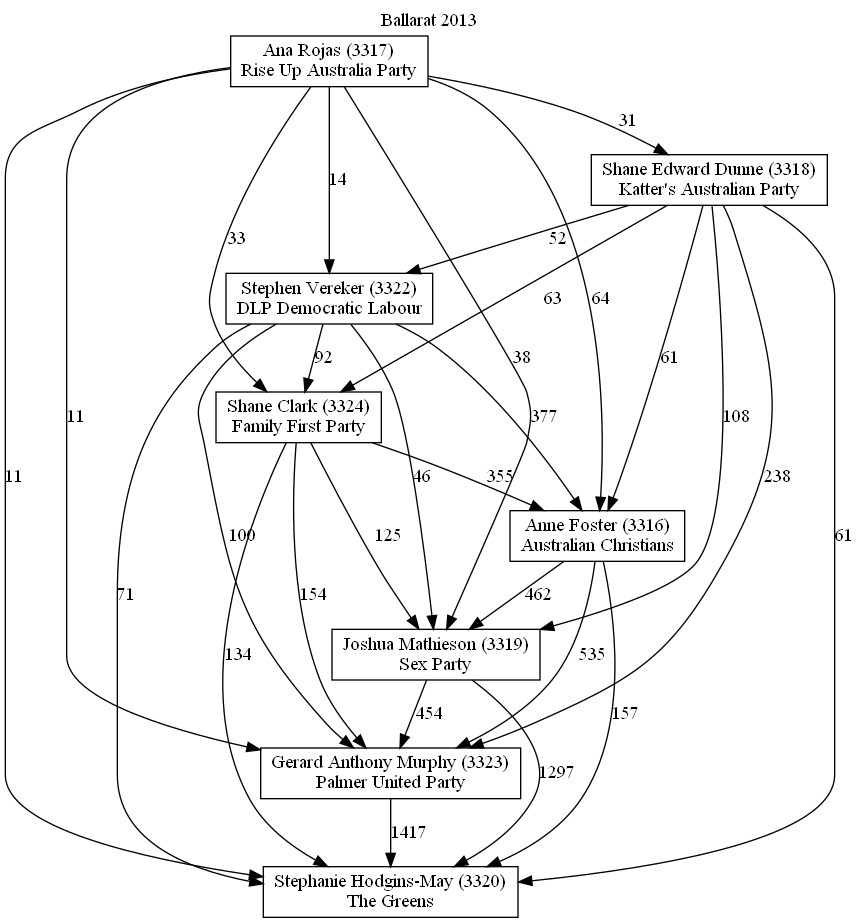 Ballarat 2013
Ana Rojas (3317)
Rise Up Australia Party
31
Shane Edward Dunne (3318)
Katter's Australian Party
14
33
52
63
64
Stephen Vereker (3322)
DLP Democratic Labour
92
38
61
Shane Clark (3324)
Family First Party
11
377
108
11
46
355
238
Anne Foster (3316)
Australian Christians
100
125
61
71
154
462
Joshua Mathieson (3319)
Sex Party
134
535
454
157
Gerard Anthony Murphy (3323)
Palmer United Party
1297
1417
Stephanie Hodgins-May (3320)
The Greens